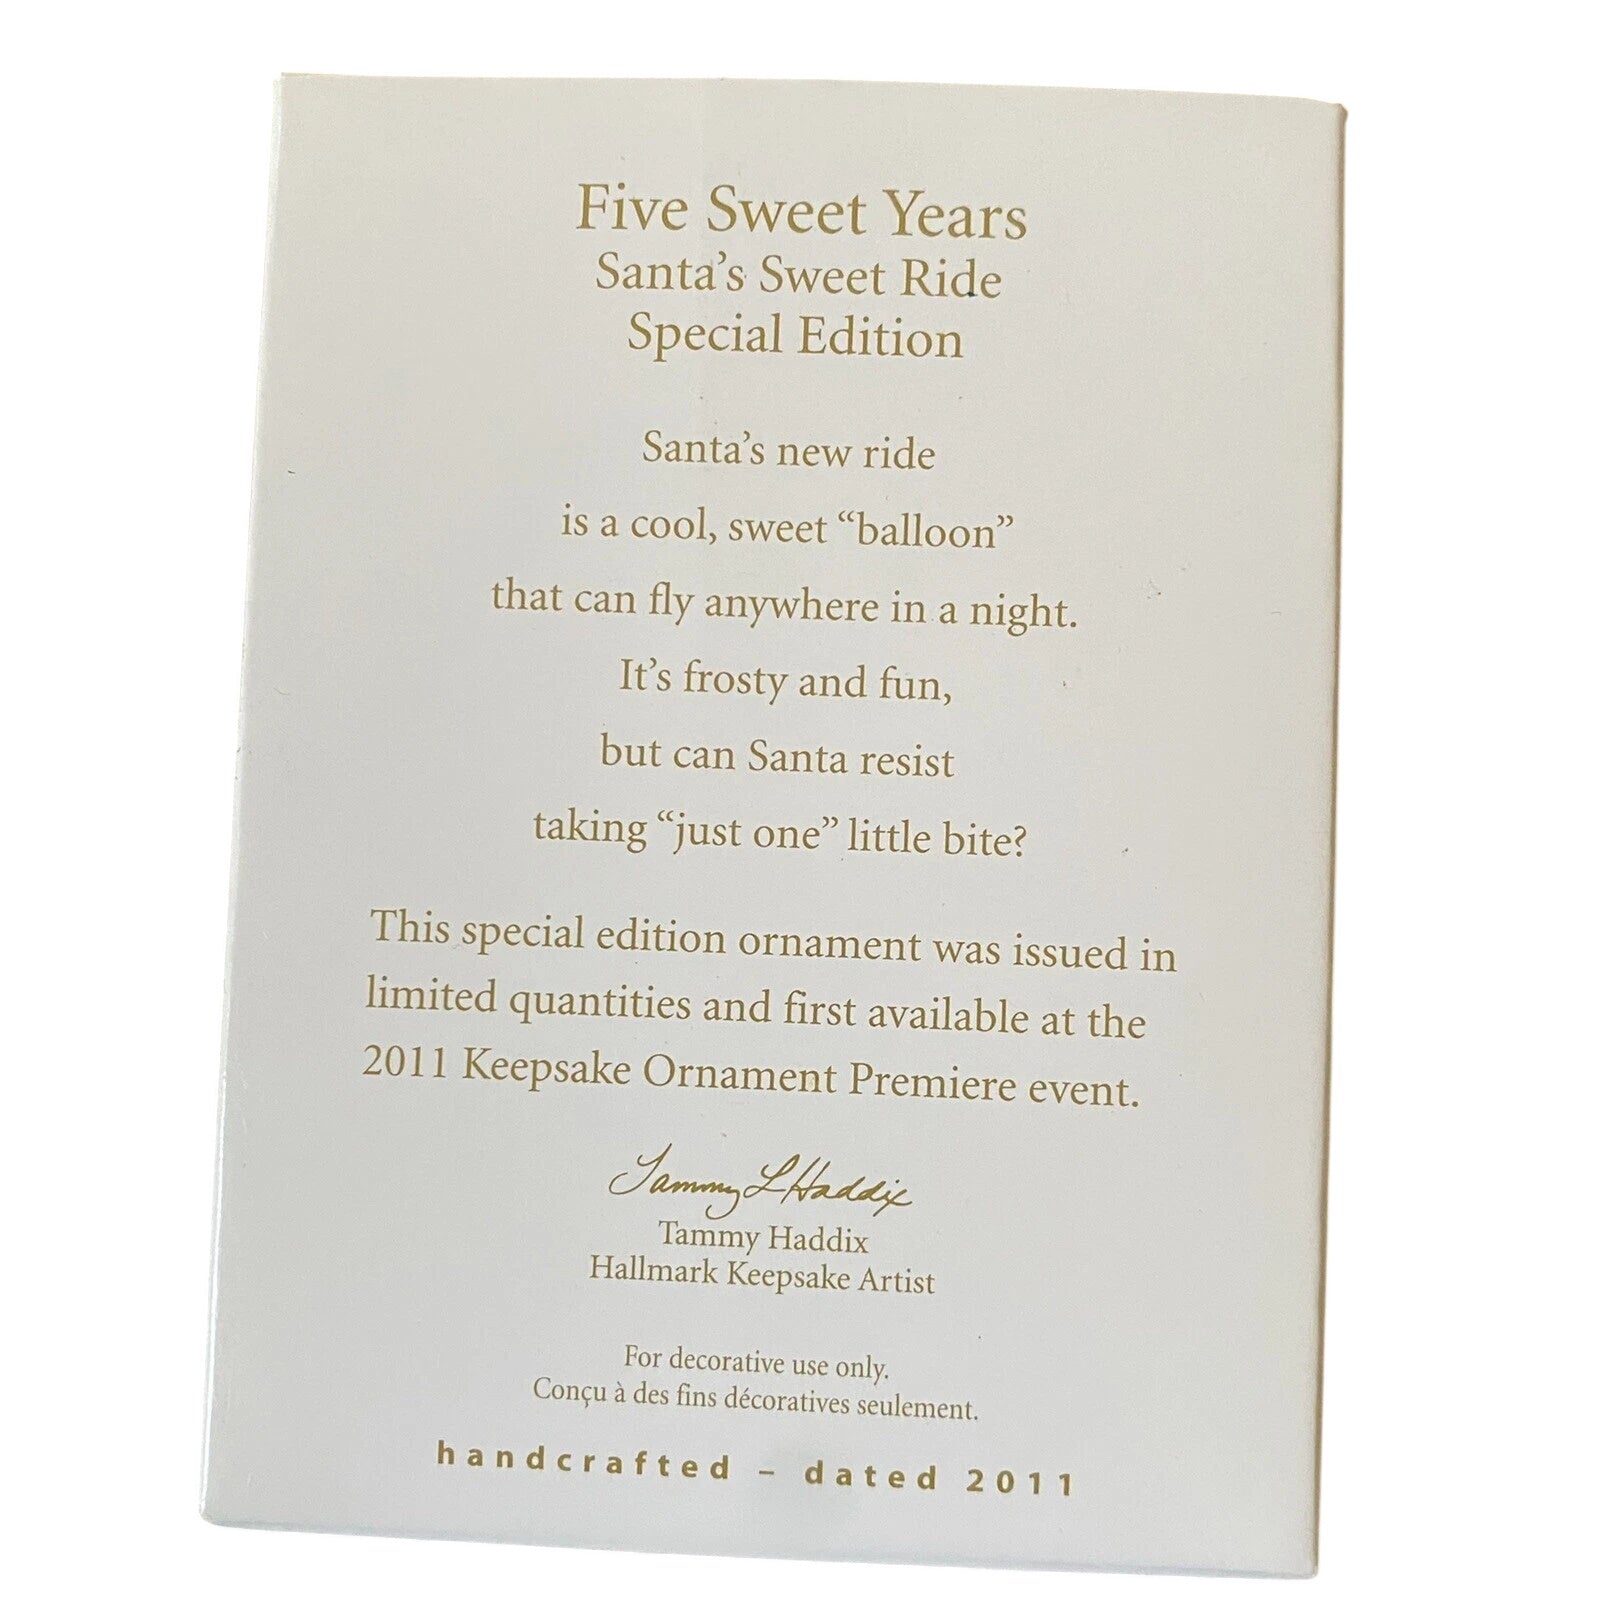 Five Sweet Years
Santa's Sweet Ride
Special Edition
Santa's new ride
is a cool, sweet “balloon”
that can fly anywhere in a night.
It's frosty and fun,
but can Santa resist
taking “just one” little bite?
This special edition ornament was issued in
limited quantities and first available at the
2011 Keepsake Ornament Premiere event.
Tammy L Haddix
Tammy Haddix
Hallmark Keepsake Artist
For decorative use only.
Conçu à des fins décoratives seulement.
handcrafted – dated 2011